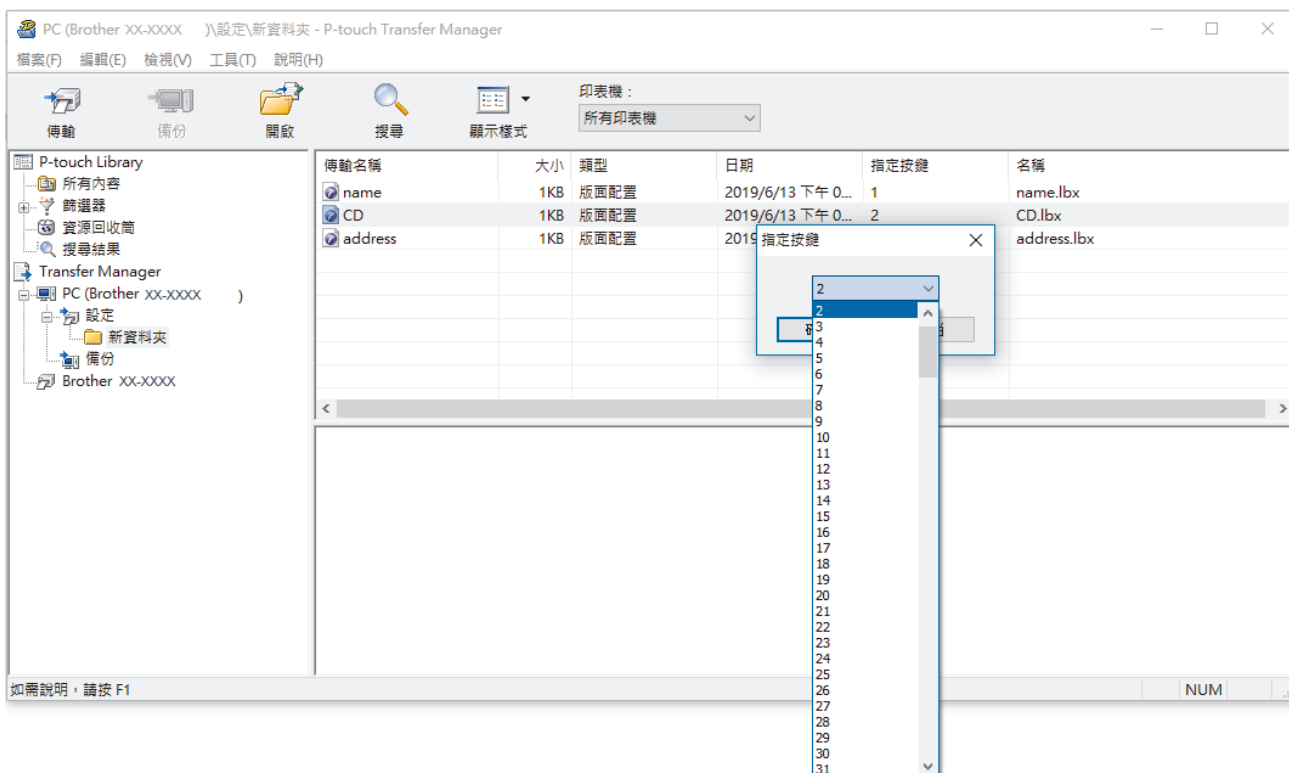 PC (Brother XX-XXXX )\設定\新資料夾 - P-touch Transfer Manager
檔案(F) 編輯(E) 檢視(V) 工具(T) 說明(H)
傳輸 備份 開啟 搜尋 顯示樣式
印表機：
所有印表機
P-touch Library
所有內容
篩選器
資源回收筒
搜尋結果
Transfer Manager
PC (Brother XX-XXXX )
設定
新資料夾
備份
Brother XX-XXXX
傳輸名稱 大小 類型 日期 指定按鍵 名稱
name 1KB 版面配置 2019/6/13 下午 0... 1 name.lbx
CD 1KB 版面配置 2019/6/13 下午 0... 2 CD.lbx
address 1KB 版面配置 2019 address.lbx
指定按鍵
2
2
3
4
5
6
7
8
9
10
11
12
13
14
15
16
17
18
19
20
21
22
23
24
25
26
27
28
29
30
31
如需說明，請按 F1 NUM